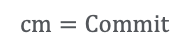 cm = Commit